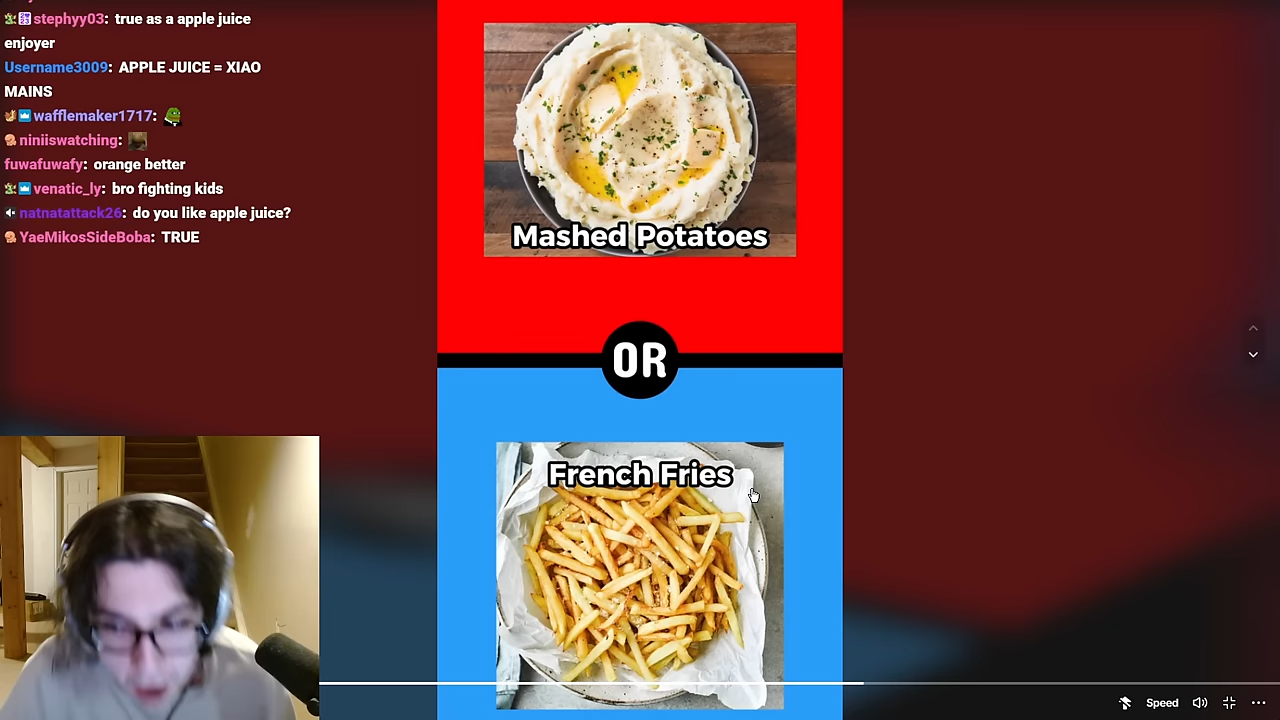 stephyy03: true as a apple juice
enjoyer
Username3009: APPLE JUICE = XIAO
MAINS
wafflemaker1717:
niniiswatching:
fuwafuwafy: orange better
venatic_ly: bro fighting kids
natnatattack26: do you like apple juice?
YaeMikosSideBoba: TRUE
Mashed Potatoes
OR
French Fries
Speed